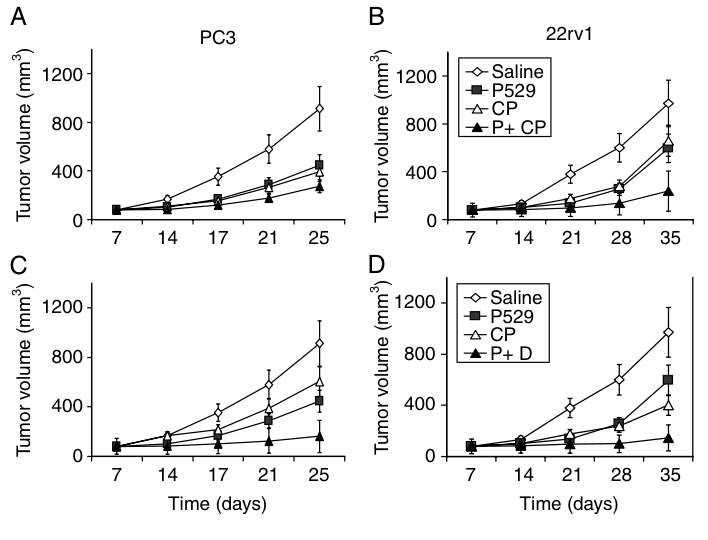 A
PC3
Tumor volume (mm3)
1200
800
400
0
7 14 17 21 25
B
22rv1
Tumor volume (mm3)
1200
800
400
0
Saline
P529
CP
P+ CP
7 14 21 28 35
C
Tumor volume (mm3)
1200
800
400
0
7 14 17 21 25
Time (days)
D
Tumor volume (mm3)
1200
800
400
0
Saline
P529
CP
P+ D
7 14 21 28 35
Time (days)